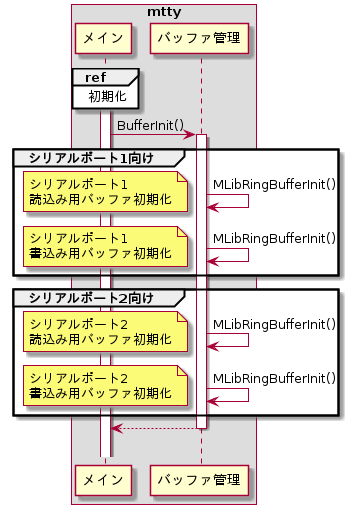 mtty
メイン
バッファ管理
ref
初期化
BufferInit()
シリアルポート1向け
シリアルポート1
読込み用バッファ初期化
MLibRingBufferInit()
シリアルポート1
書込み用バッファ初期化
MLibRingBufferInit()
シリアルポート2向け
シリアルポート2
読込み用バッファ初期化
MLibRingBufferInit()
シリアルポート2
書込み用バッファ初期化
MLibRingBufferInit()
メイン
バッファ管理